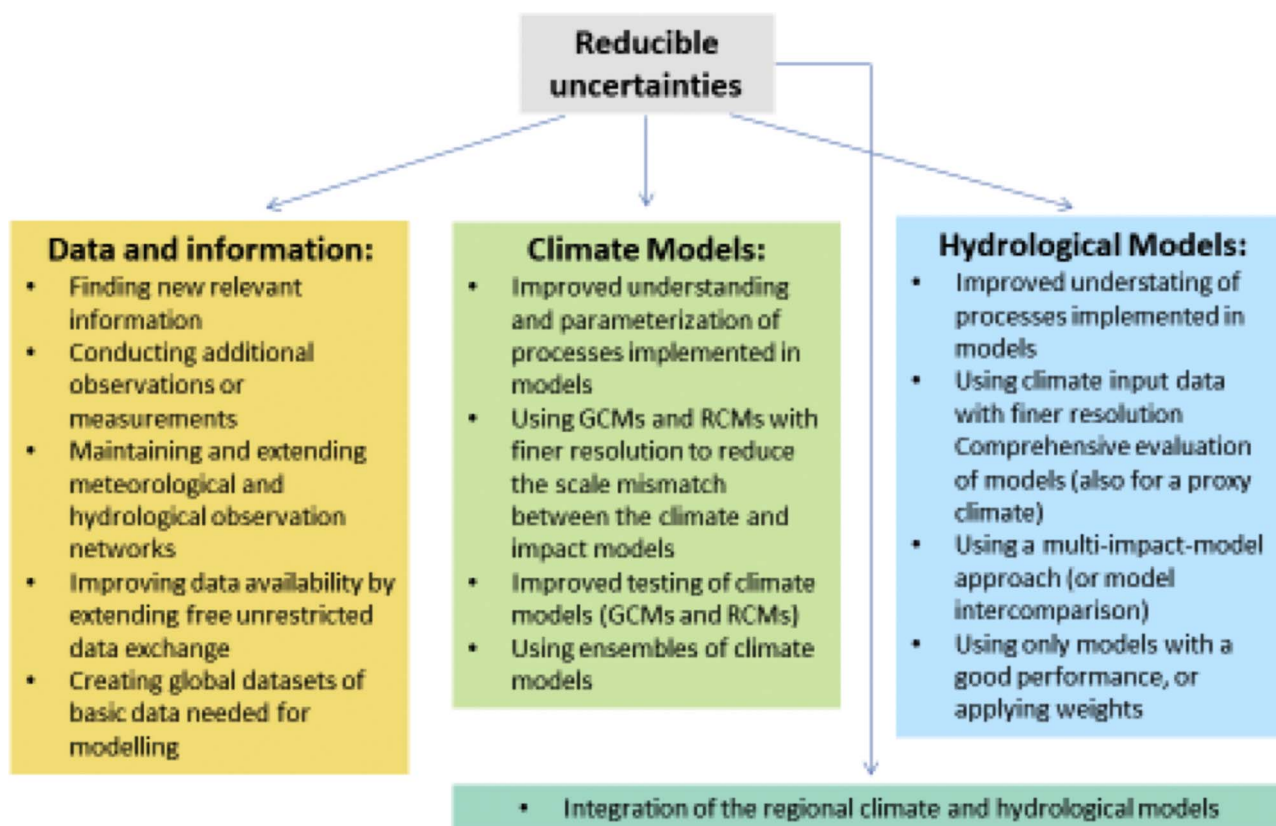 Reducible
uncertainties
Data and information:
• Finding new relevant
information
• Conducting additional
observations or
measurements
• Maintaining and extending
meteorological and
hydrological observation
networks
• Improving data availability by
extending free unrestricted
data exchange
• Creating global datasets of
basic data needed for
modelling
Climate Models:
• Improved understanding
and parameterization of
processes implemented in
models
• Using GCMs and RCMs with
finer resolution to reduce
the scale mismatch
between the climate and
impact models
• Improved testing of climate
models (GCMs and RCMs)
• Using ensembles of climate
models
Hydrological Models:
• Improved understating of
processes implemented in
models
• Using climate input data
with finer resolution
Comprehensive evaluation
of models (also for a proxy
climate)
• Using a multi-impact-model
approach (or model
intercomparison)
• Using only models with a
good performance, or
applying weights
• Integration of the regional climate and hydrological models